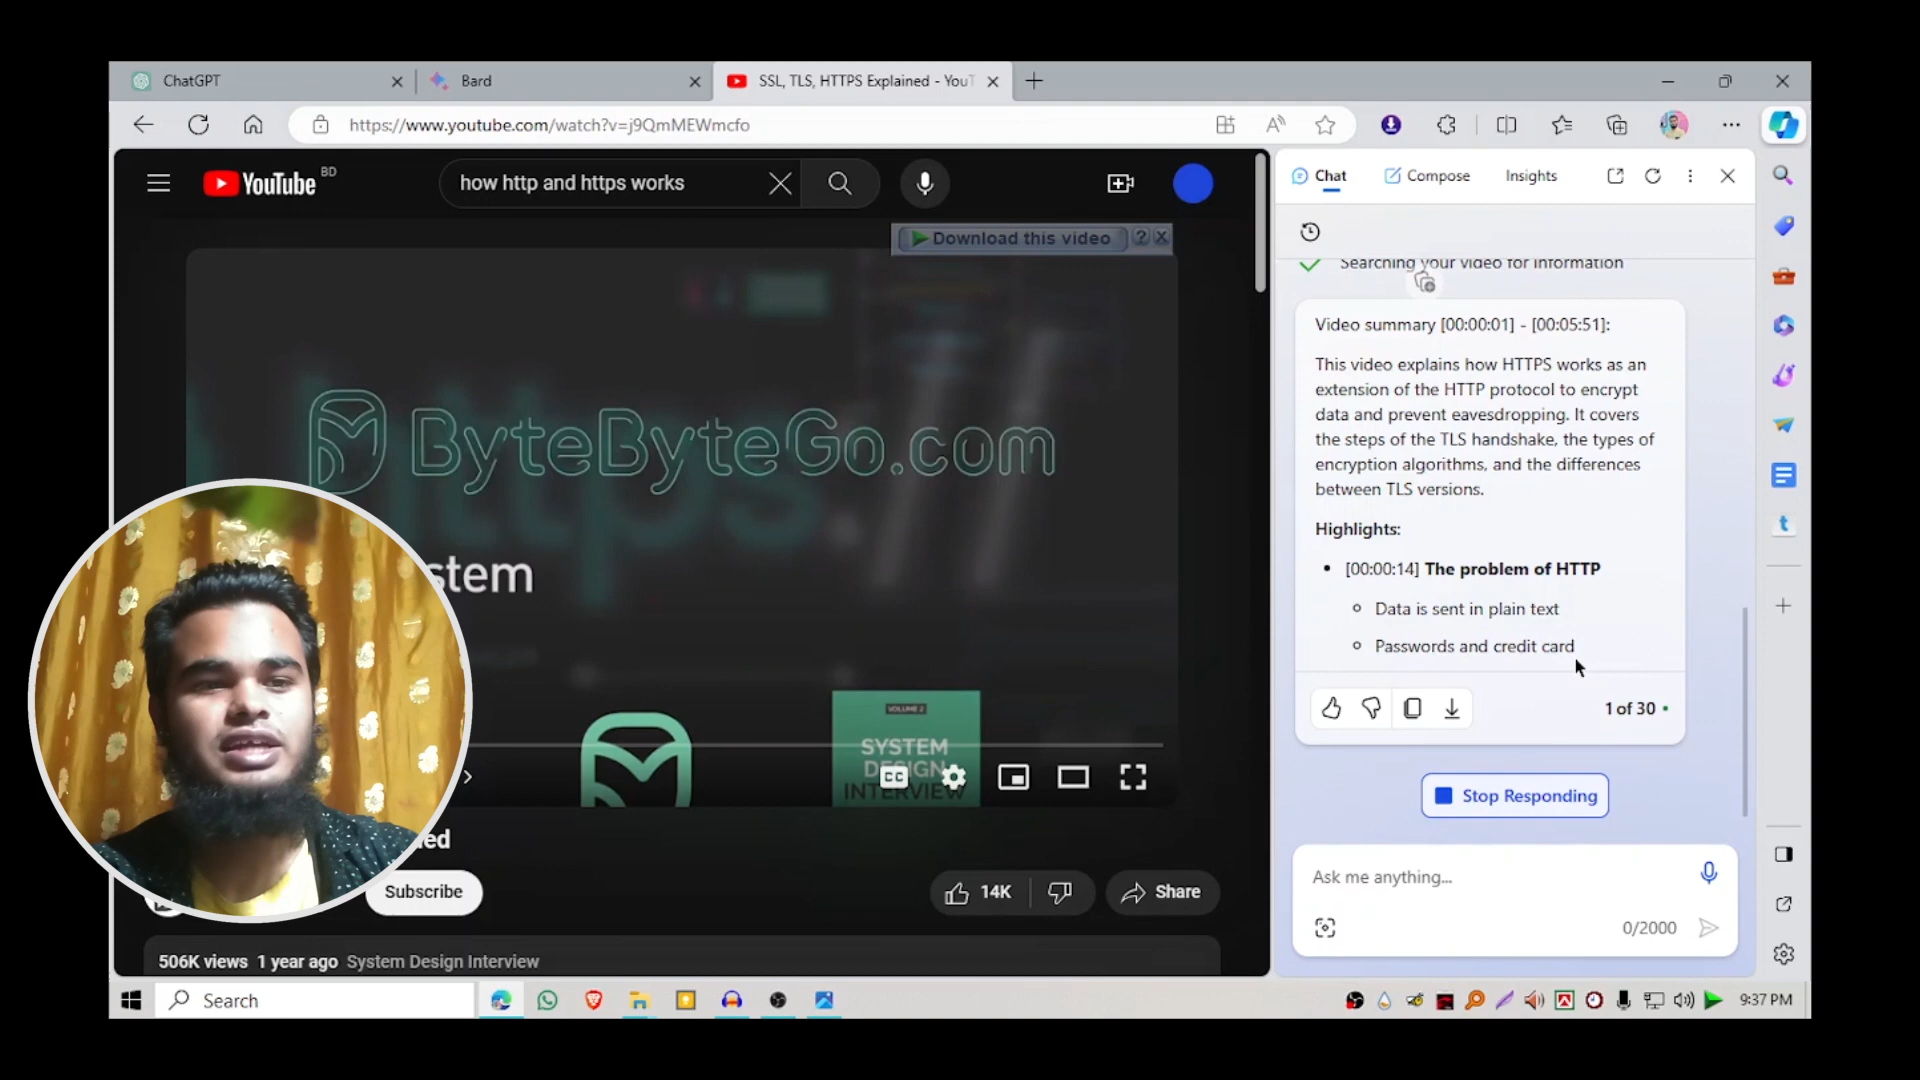 ChatGPT
Bard
SSL, TLS, HTTPS Explained - YouT
https://www.youtube.com/watch?v=j9QmMEWmcfo
YouTube BD
how http and https works
Download this video
?
ByteByteGo.com
https
stem
VOLUME 2
SYSTEM
DESIGN
INTERVIEW
CC
ed
Subscribe
14K
Share
506K views 1 year ago System Design Interview
Chat
Compose
Insights
Searching your video for information
Video summary [00:00:01] - [00:05:51]:
This video explains how HTTPS works as an
extension of the HTTP protocol to encrypt
data and prevent eavesdropping. It covers
the steps of the TLS handshake, the types of
encryption algorithms, and the differences
between TLS versions.
Highlights:
• [00:00:14] The problem of HTTP
Data is sent in plain text
Passwords and credit card
1 of 30
Stop Responding
Ask me anything...
0/2000
t
Search
9:37 PM